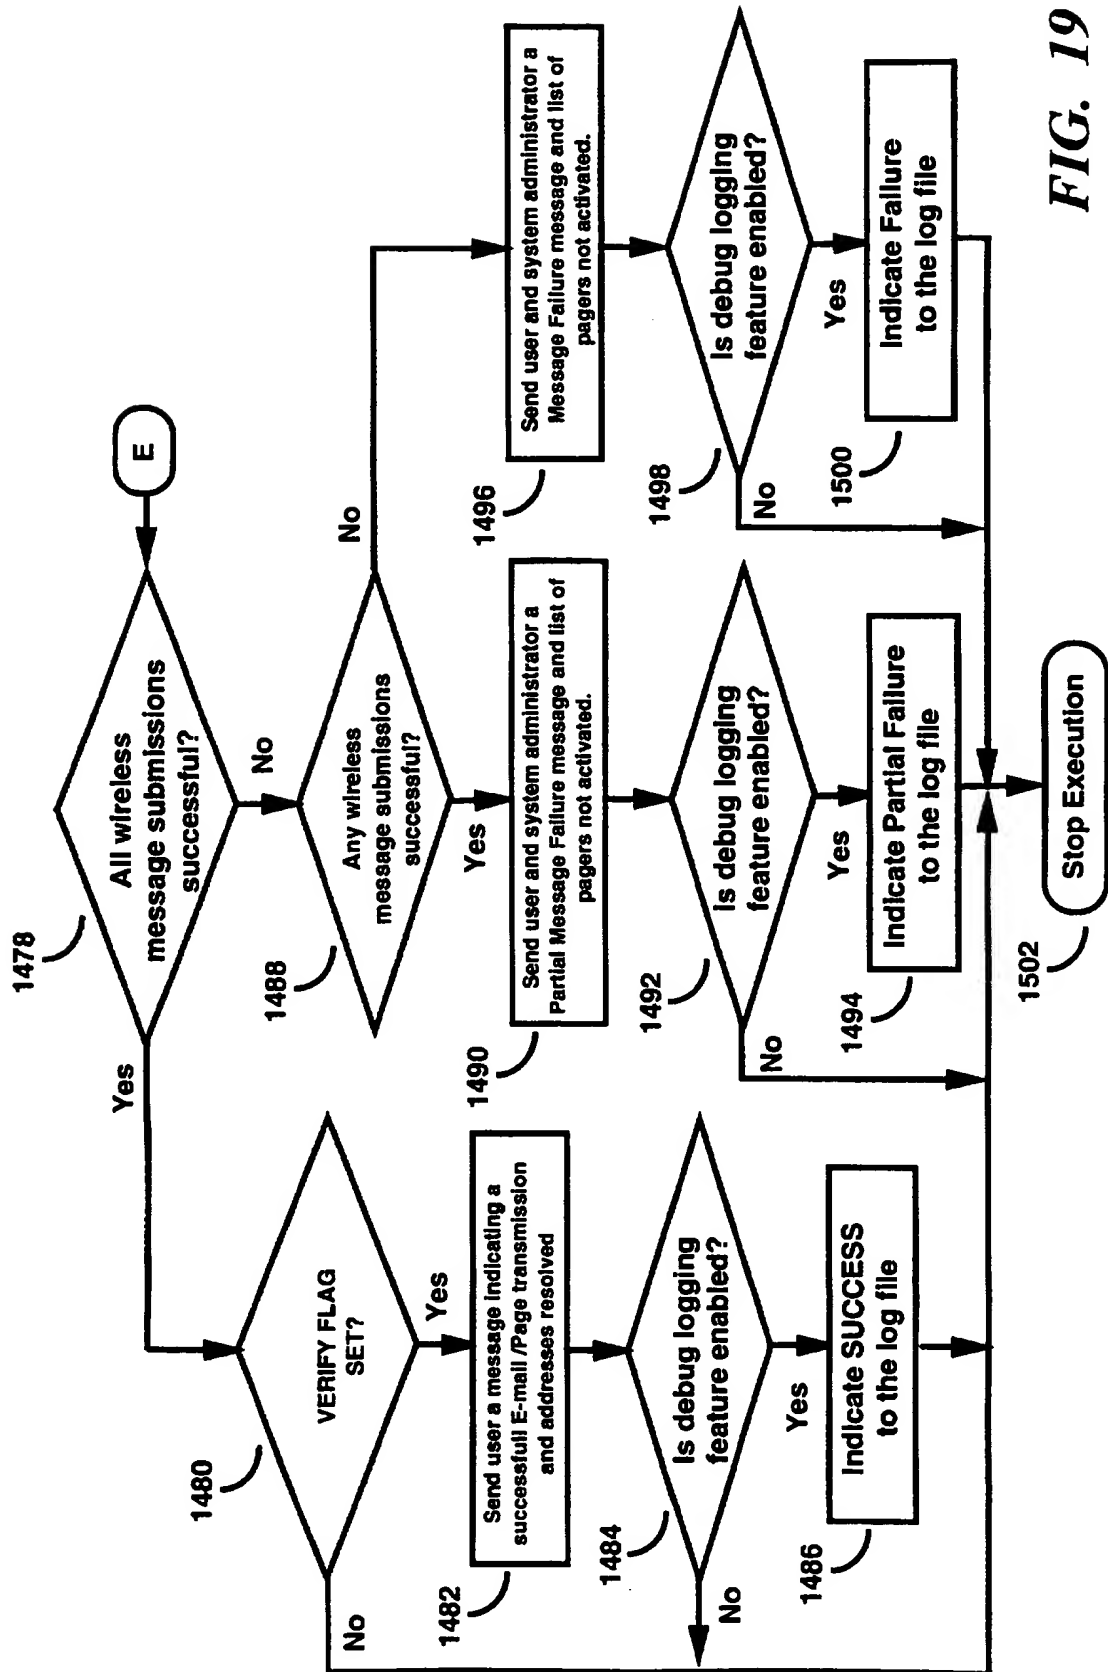 E
1478
All wireless
message submissions
successful?
Yes
No
1480
VERIFY FLAG
SET?
Yes
No
1482
Send user a message indicating a
successfull E-mail /Page transmission
and addresses resolved
1484
Is debug logging
feature enabled?
No
Yes
1486
Indicate SUCCESS
to the log file
1488
Any wireless
message submissions
successful?
No
Yes
1490
Send user and system administrator a
Partial Message Failure message and list of
pagers not activated.
1492
Is debug logging
feature enabled?
No
Yes
1494
Indicate Partial Failure
to the log file
1496
Send user and system administrator a
Message Failure message and list of
pagers not activated.
1498
Is debug logging
feature enabled?
No
Yes
1500
Indicate Failure
to the log file
1502
Stop Execution
FIG. 19